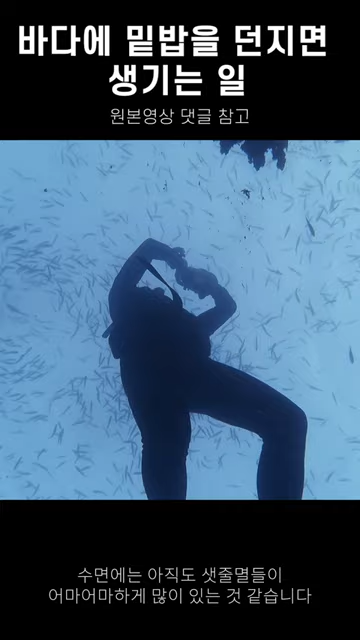 바다에 밑밥을 던지면
생기는 일
원본영상 댓글 참고
수면에는 아직도 샛줄멸들이
어마어마하게 많이 있는 것 같습니다